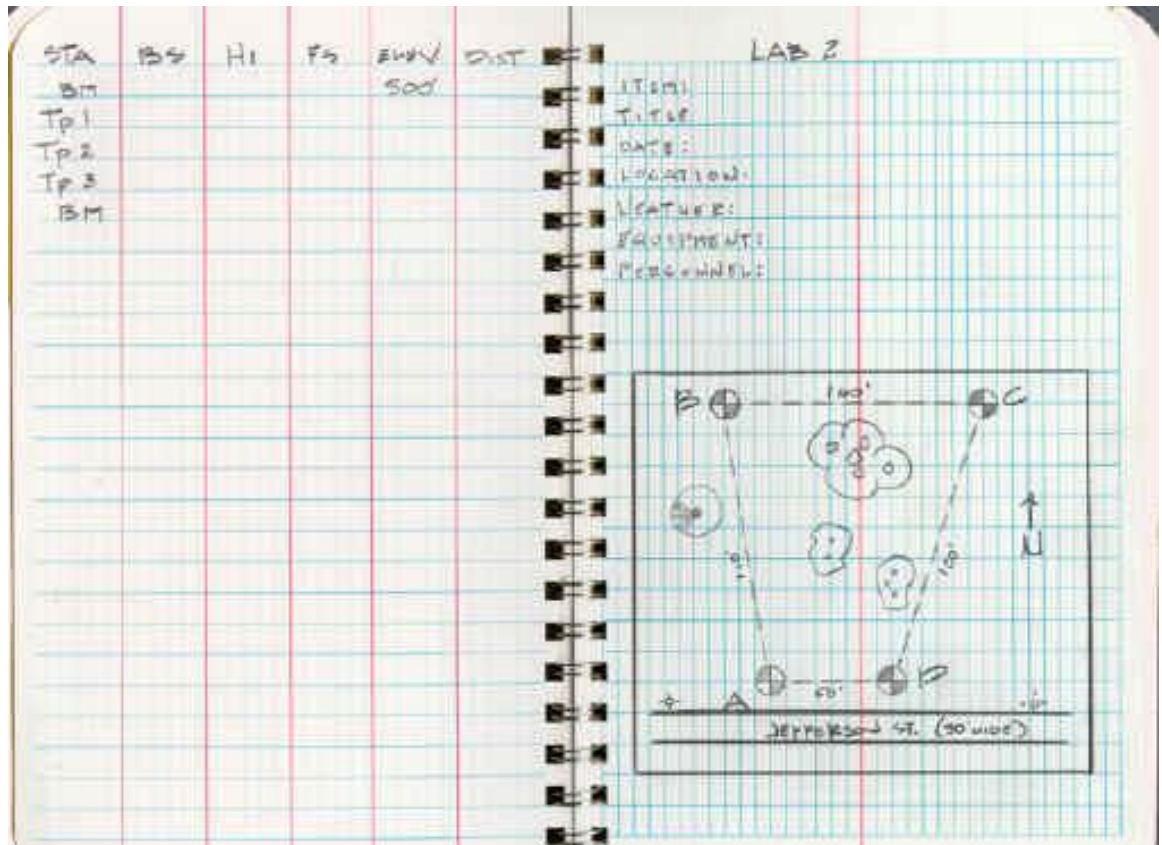 STA BS HI FS ELEV DIST
BM 500'
Tp 1
Tp 2
Tp 3
BM
LAB 2
ITEM:
TITLE
DATE:
LOCATION:
WEATHER:
EQUIPMENT:
PERSONNEL:
B 140' C
N
A 60' D
JEFFERSON ST. (50 WIDE)